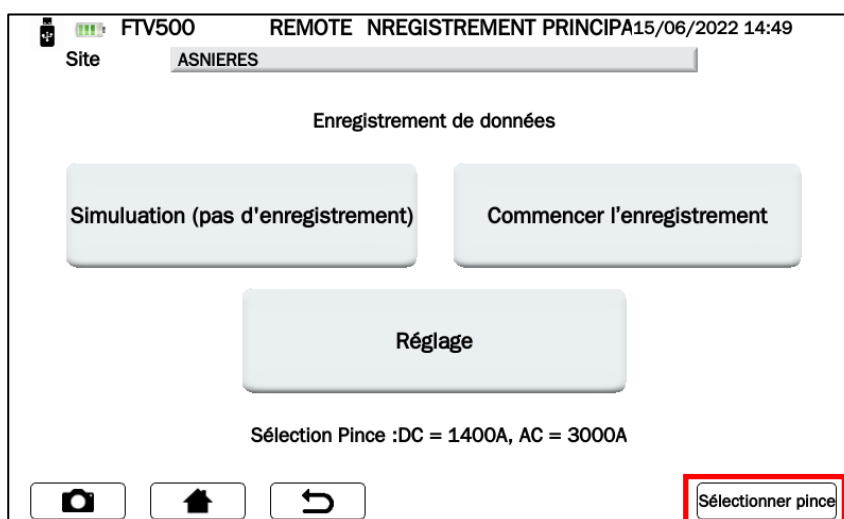 FTV500 REMOTE NREGISTREMENT PRINCIPA15/06/2022 14:49
Site ASNIERES
Enregistrement de données
Simuluation (pas d'enregistrement) Commencer l’enregistrement
Réglage
Sélection Pince :DC = 1400A, AC = 3000A
Sélectionner pince